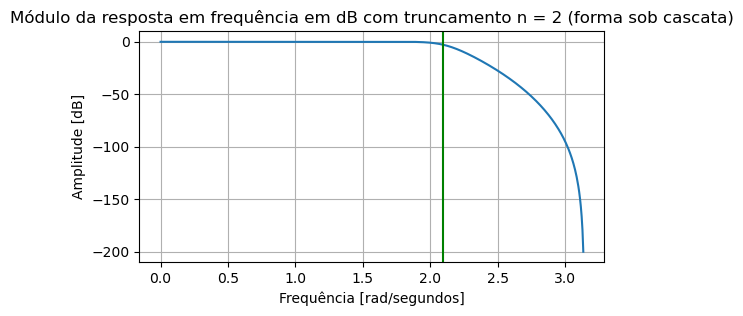 Módulo da resposta em frequência em dB com truncamento n = 2 (forma sob cascata)
0
−50
−100
−150
−200
Amplitude [dB]
0.0 0.5 1.0 1.5 2.0 2.5 3.0
Frequência [rad/segundos]